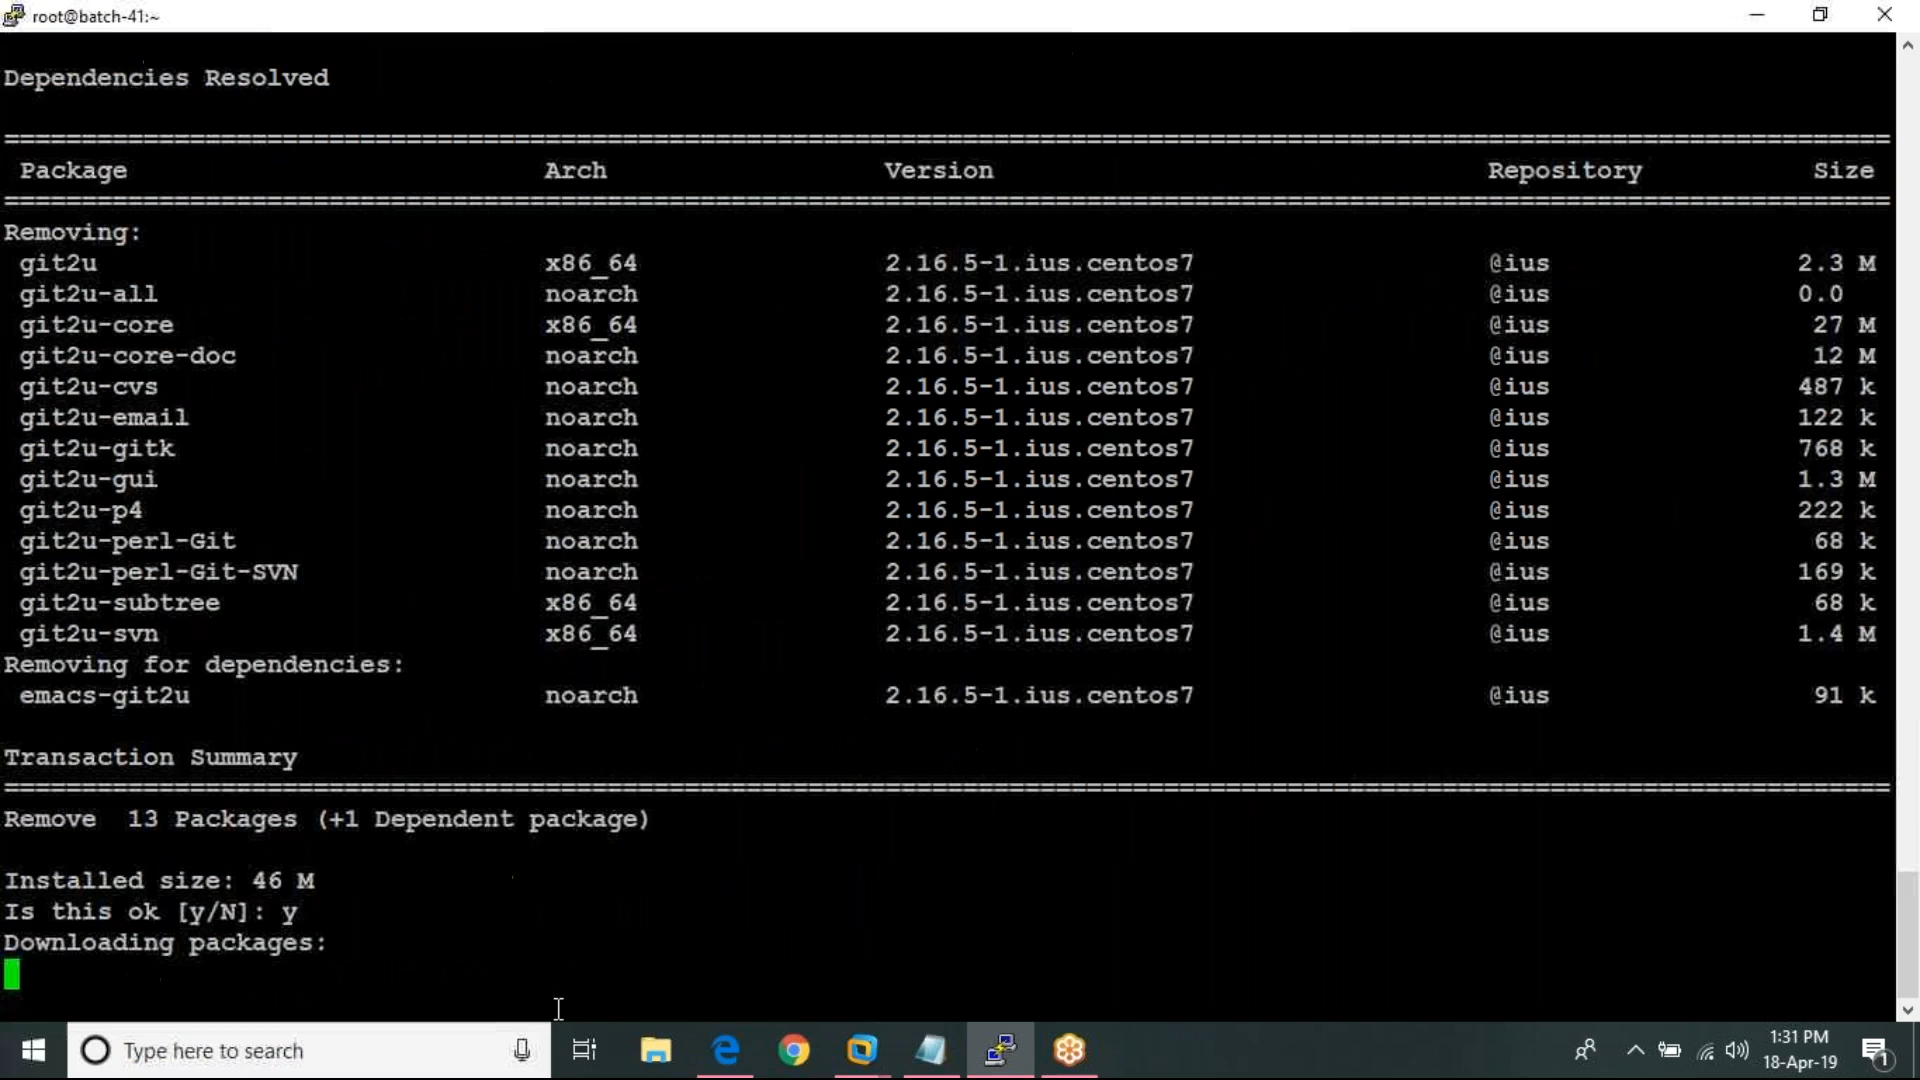 root@batch-41:~
Dependencies Resolved
================================================================================
Package Arch Version Repository Size
================================================================================
Removing:
git2u x86_64 2.16.5-1.ius.centos7 @ius 2.3 M
git2u-all noarch 2.16.5-1.ius.centos7 @ius 0.0
git2u-core x86_64 2.16.5-1.ius.centos7 @ius 27 M
git2u-core-doc noarch 2.16.5-1.ius.centos7 @ius 12 M
git2u-cvs noarch 2.16.5-1.ius.centos7 @ius 487 k
git2u-email noarch 2.16.5-1.ius.centos7 @ius 122 k
git2u-gitk noarch 2.16.5-1.ius.centos7 @ius 768 k
git2u-gui noarch 2.16.5-1.ius.centos7 @ius 1.3 M
git2u-p4 noarch 2.16.5-1.ius.centos7 @ius 222 k
git2u-perl-Git noarch 2.16.5-1.ius.centos7 @ius 68 k
git2u-perl-Git-SVN noarch 2.16.5-1.ius.centos7 @ius 169 k
git2u-subtree x86_64 2.16.5-1.ius.centos7 @ius 68 k
git2u-svn x86_64 2.16.5-1.ius.centos7 @ius 1.4 M
Removing for dependencies:
emacs-git2u noarch 2.16.5-1.ius.centos7 @ius 91 k
Transaction Summary
================================================================================
Remove 13 Packages (+1 Dependent package)
Installed size: 46 M
Is this ok [y/N]: y
Downloading packages:
Type here to search
1:31 PM
18-Apr-19
1